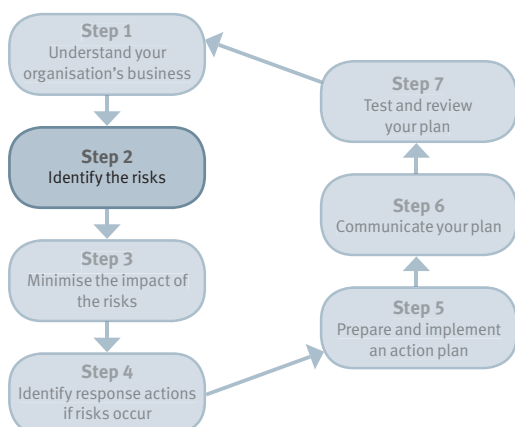 Step 1
Understand your
organisation's business
Step 2
Identify the risks
Step 3
Minimise the impact of
the risks
Step 4
Identify response actions
if risks occur
Step 5
Prepare and implement
an action plan
Step 6
Communicate your plan
Step 7
Test and review
your plan